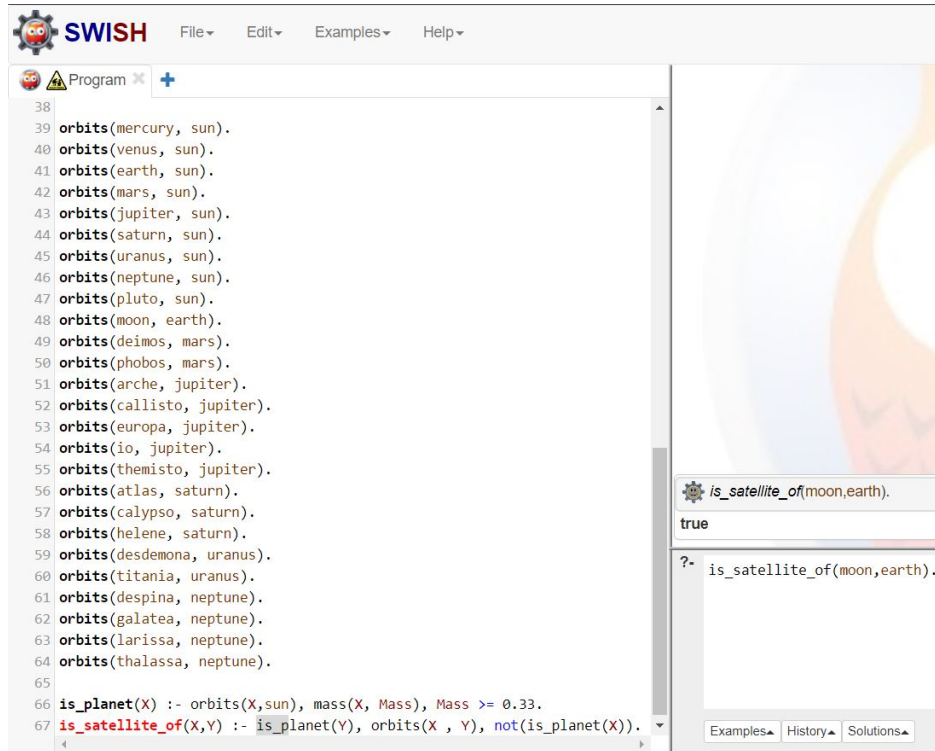 SWISH File Edit Examples Help
Program
38
39 orbits(mercury, sun).
40 orbits(venus, sun).
41 orbits(earth, sun).
42 orbits(mars, sun).
43 orbits(jupiter, sun).
44 orbits(saturn, sun).
45 orbits(uranus, sun).
46 orbits(neptune, sun).
47 orbits(pluto, sun).
48 orbits(moon, earth).
49 orbits(deimos, mars).
50 orbits(phobos, mars).
51 orbits(arche, jupiter).
52 orbits(callisto, jupiter).
53 orbits(europa, jupiter).
54 orbits(io, jupiter).
55 orbits(themisto, jupiter).
56 orbits(atlas, saturn).
57 orbits(calypso, saturn).
58 orbits(helene, saturn).
59 orbits(desdemona, uranus).
60 orbits(titania, uranus).
61 orbits(despina, neptune).
62 orbits(galatea, neptune).
63 orbits(larissa, neptune).
64 orbits(thalassa, neptune).
65
66 is_planet(X) :- orbits(X,sun), mass(X, Mass), Mass >= 0.33.
67 is_satellite_of(X,Y) :- is_planet(Y), orbits(X , Y), not(is_planet(X)).
is_satellite_of(moon,earth).
true
?- is_satellite_of(moon,earth).
Examples History Solutions